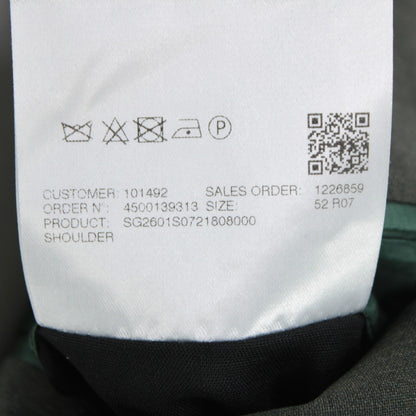 CUSTOMER: 101492 SALES ORDER: 1226859
ORDER N°: 4500139313 SIZE: 52 R07
PRODUCT: SG2601S0721808000
SHOULDER